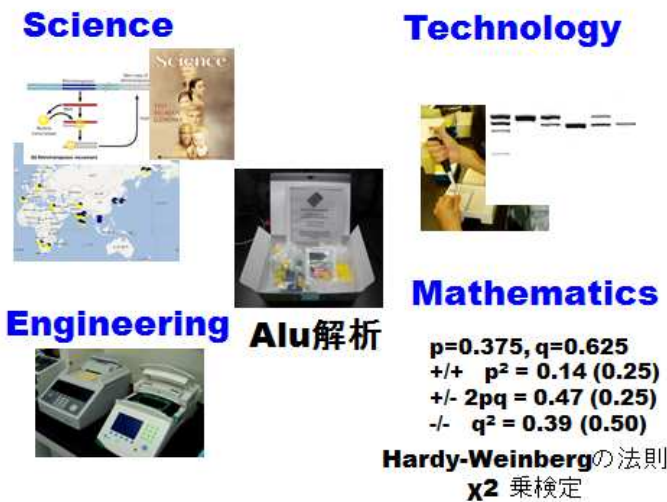 Science
Technology
Science
Alu解析
Engineering
Mathematics
p=0.375, q=0.625
+/+ p² = 0.14 (0.25)
+/- 2pq = 0.47 (0.25)
-/- q² = 0.39 (0.50)
Hardy-Weinbergの法則
χ2 乗検定